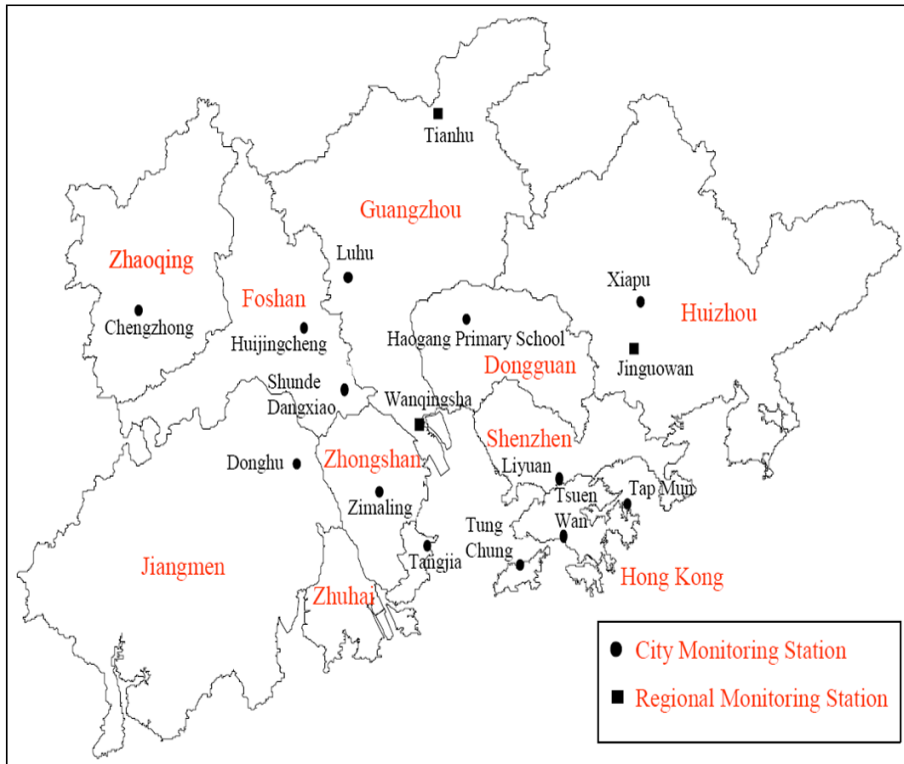 Tianhu
Guangzhou
Luhu
Zhaoqing
Foshan
Xiapu
Huizhou
Chengzhong
Huijingcheng
Haogang Primary School
Dongguan
Jinguowan
Shunde
Dangxiao
Wanqingsha
Shenzhen
Donghu
Zhongshan
Liyuan
Zimaling
Tsuen
Wan
Tap Mun
Tung
Chung
Tangjia
Jiangmen
Zhuhai
Hong Kong
City Monitoring Station
Regional Monitoring Station